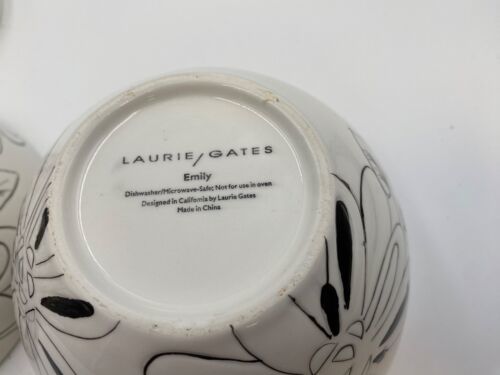 LAURIE/GATES
Emily
Dishwasher/Microwave-Safe; Not for use in oven
Designed in California by Laurie Gates
Made in China